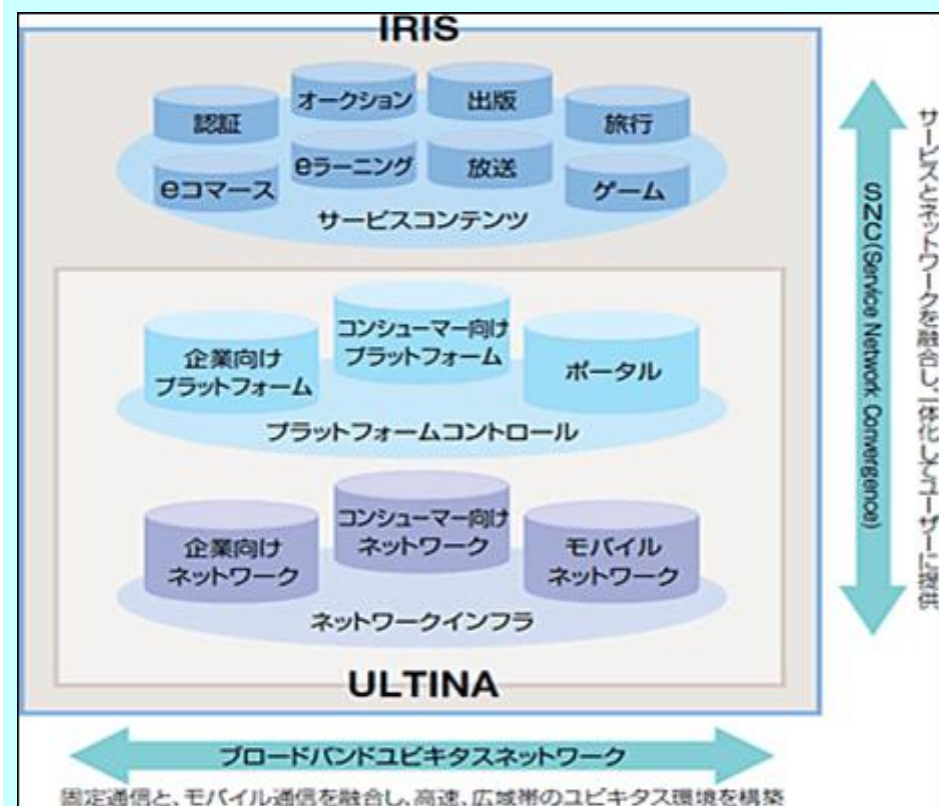 IRIS
認証
オークション
出版
旅行
eコマース
eラーニング
放送
ゲーム
サービスコンテンツ
企業向け
プラットフォーム
コンシューマー向け
プラットフォーム
ポータル
プラットフォームコントロール
企業向け
ネットワーク
コンシューマー向け
ネットワーク
モバイル
ネットワーク
ネットワークインフラ
ULTINA
SNC(Service Network Convergence)
サービスとネットワークを融合し、一体化してユーザーに提供
ブロードバンドユビキタスネットワーク
固定通信と、モバイル通信を融合し、高速、広域帯のユビキタス環境を構築